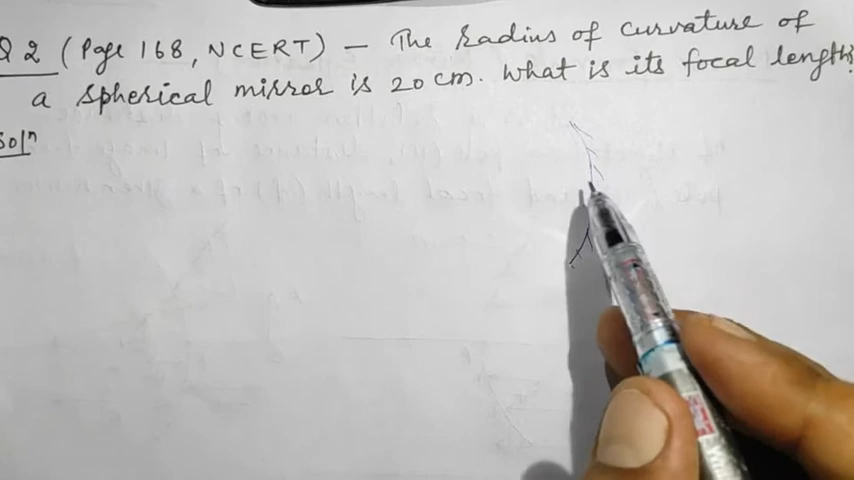 Q 2 (Page 168, NCERT) – The radius of curvature of
a spherical mirror is 20 cm. What is its focal length?
Solⁿ